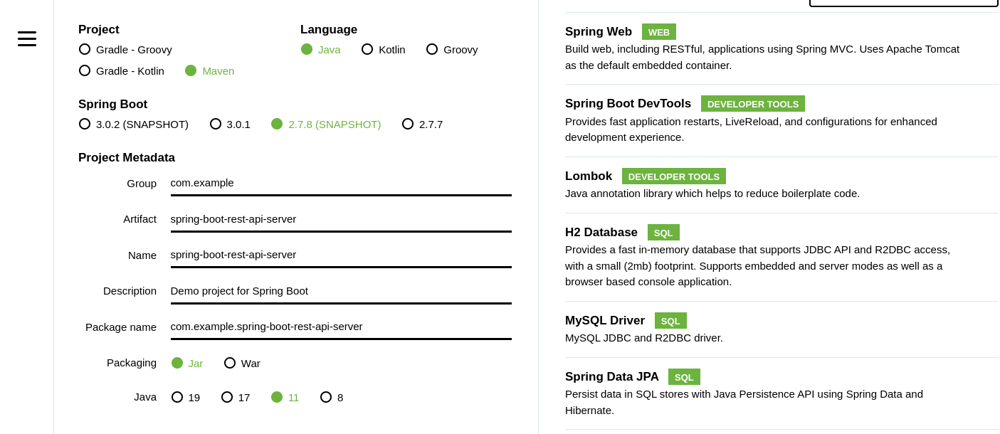 Project
Gradle - Groovy
Gradle - Kotlin Maven
Language
Java Kotlin Groovy
Spring Boot
3.0.2 (SNAPSHOT) 3.0.1 2.7.8 (SNAPSHOT) 2.7.7
Project Metadata
Group com.example
Artifact spring-boot-rest-api-server
Name spring-boot-rest-api-server
Description Demo project for Spring Boot
Package name com.example.spring-boot-rest-api-server
Packaging Jar War
Java 19 17 11 8
Spring Web WEB
Build web, including RESTful, applications using Spring MVC. Uses Apache Tomcat
as the default embedded container.
Spring Boot DevTools DEVELOPER TOOLS
Provides fast application restarts, LiveReload, and configurations for enhanced
development experience.
Lombok DEVELOPER TOOLS
Java annotation library which helps to reduce boilerplate code.
H2 Database SQL
Provides a fast in-memory database that supports JDBC API and R2DBC access,
with a small (2mb) footprint. Supports embedded and server modes as well as a
browser based console application.
MySQL Driver SQL
MySQL JDBC and R2DBC driver.
Spring Data JPA SQL
Persist data in SQL stores with Java Persistence API using Spring Data and
Hibernate.